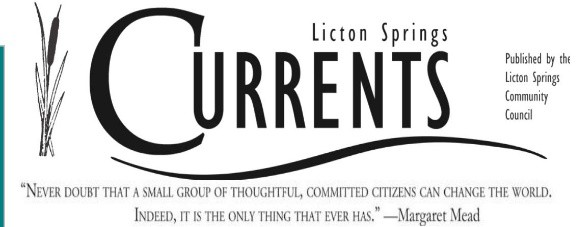 Licton Springs
CURRENTS
Published by the
Licton Springs
Community
Council
“NEVER DOUBT THAT A SMALL GROUP OF THOUGHTFUL, COMMITTED CITIZENS CAN CHANGE THE WORLD.
INDEED, IT IS THE ONLY THING THAT EVER HAS.” —Margaret Mead